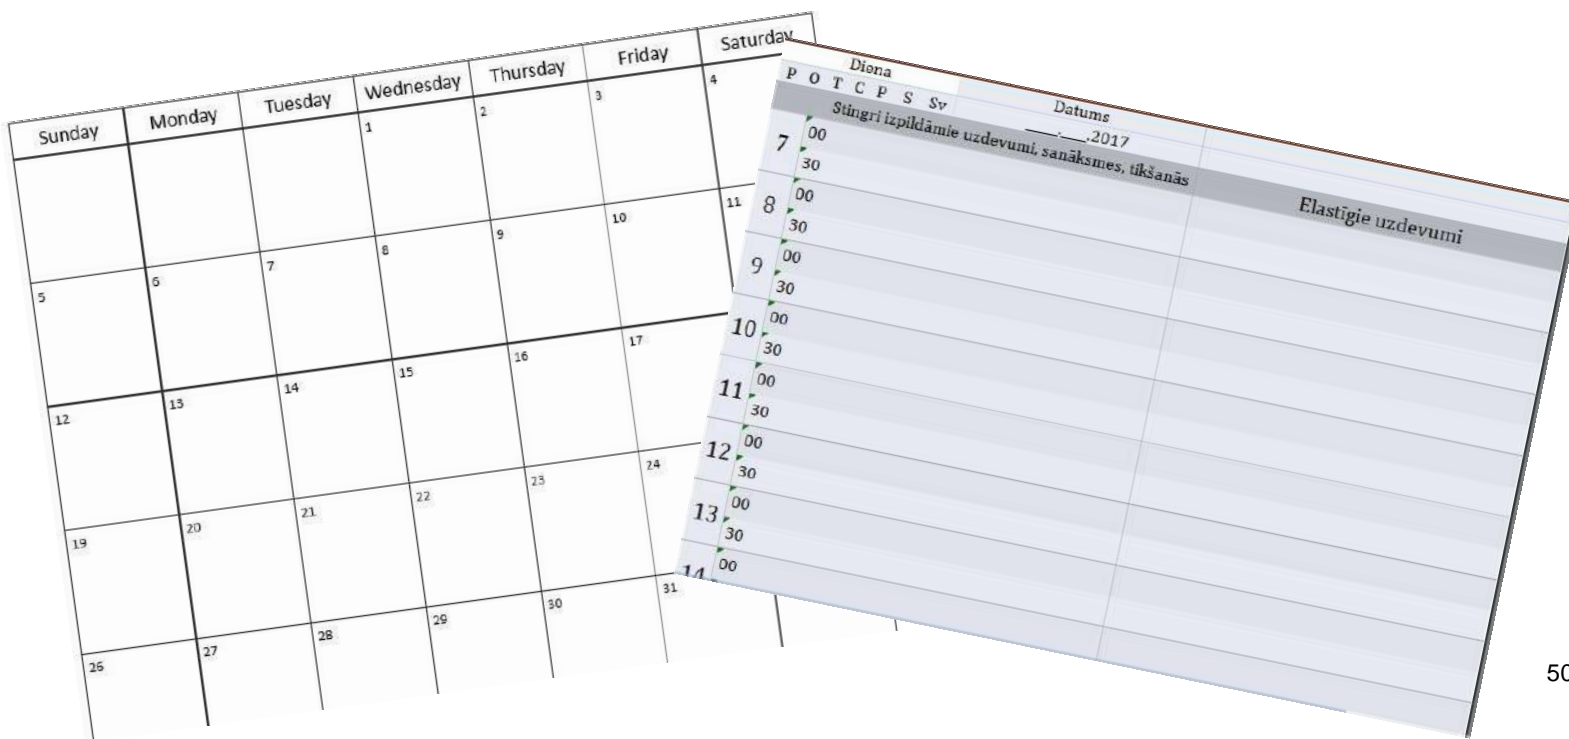 Sunday Monday Tuesday Wednesday Thursday Friday Saturday
1 2 3 4
5 6 7 8 9 10 11
12 13 14 15 16 17
19 20 21 22 23 24
26 27 28 29 30 31
Diena
P O T C P S Sv
Datums
___.___.2017
Stingri izpildāmie uzdevumi, sanāksmes, tikšanās
Elastīgie uzdevumi
7 00
30
8 00
30
9 00
30
10 00
30
11 00
30
12 00
30
13 00
30
14 00
50